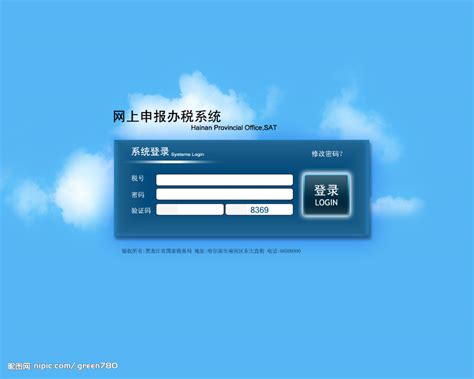 网上申报办税系统
Hainan Provincial Office,SAT
系统登录 Systeme Login
修改密码?
税号
密码
验证码 8369
登录
LOGIN
版权所有:黑龙江省国家税务局 地址:哈尔滨市南岗区东大直街 电话:
昵图网 nipic.com/green780